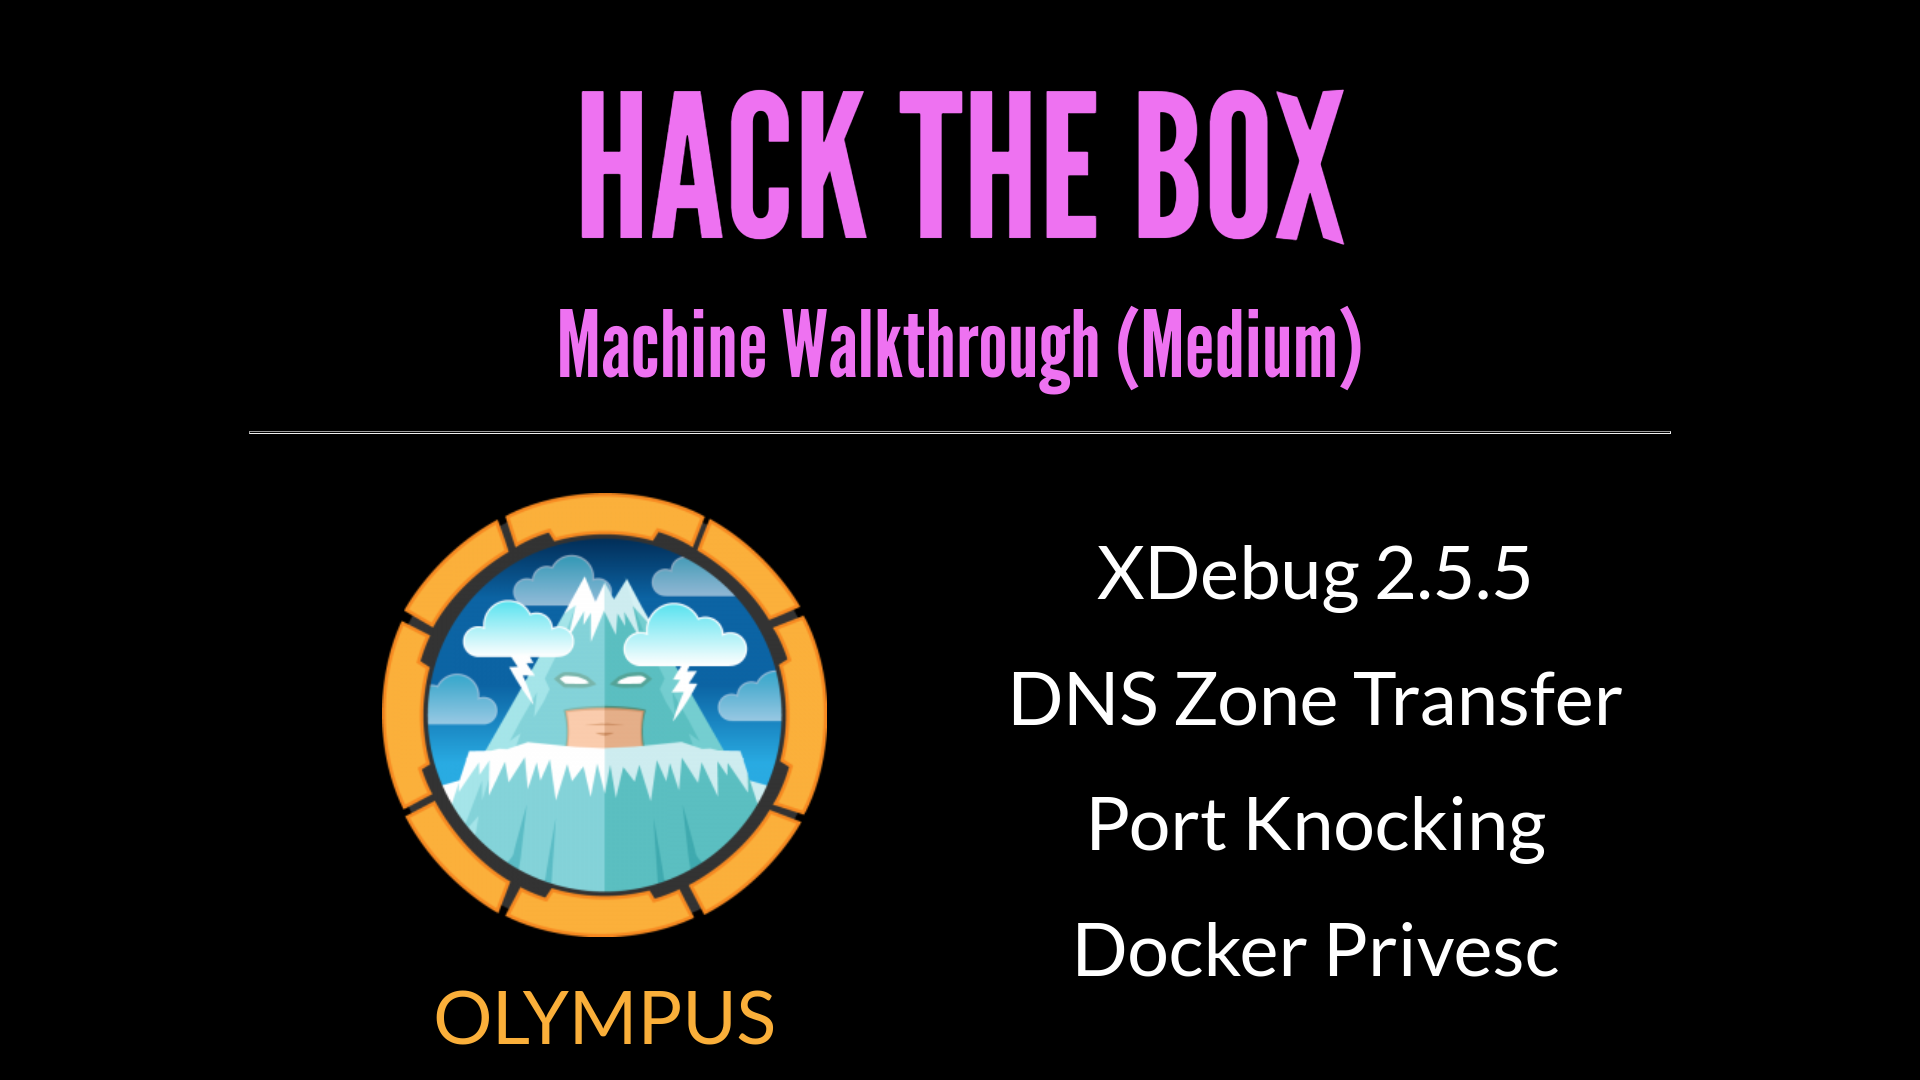 HACK THE BOX
Machine Walkthrough (Medium)
XDebug 2.5.5
DNS Zone Transfer
Port Knocking
Docker Privesc
OLYMPUS